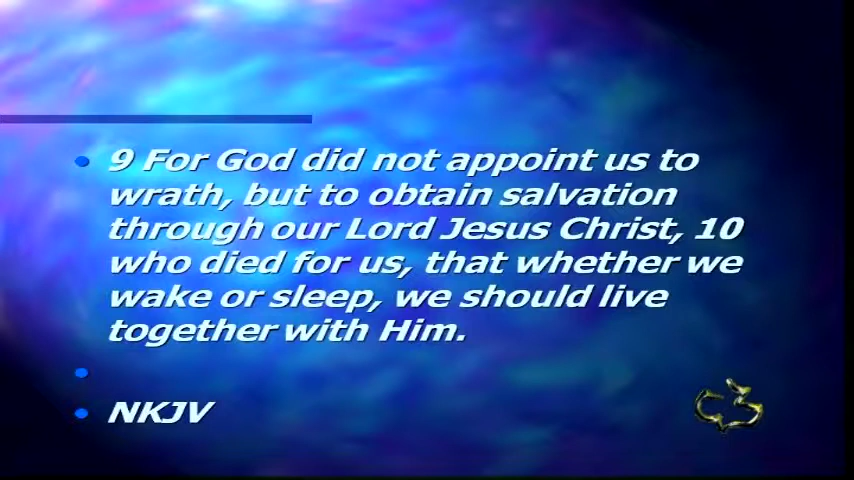 9 For God did not appoint us to
wrath, but to obtain salvation
through our Lord Jesus Christ, 10
who died for us, that whether we
wake or sleep, we should live
together with Him.
NKJV